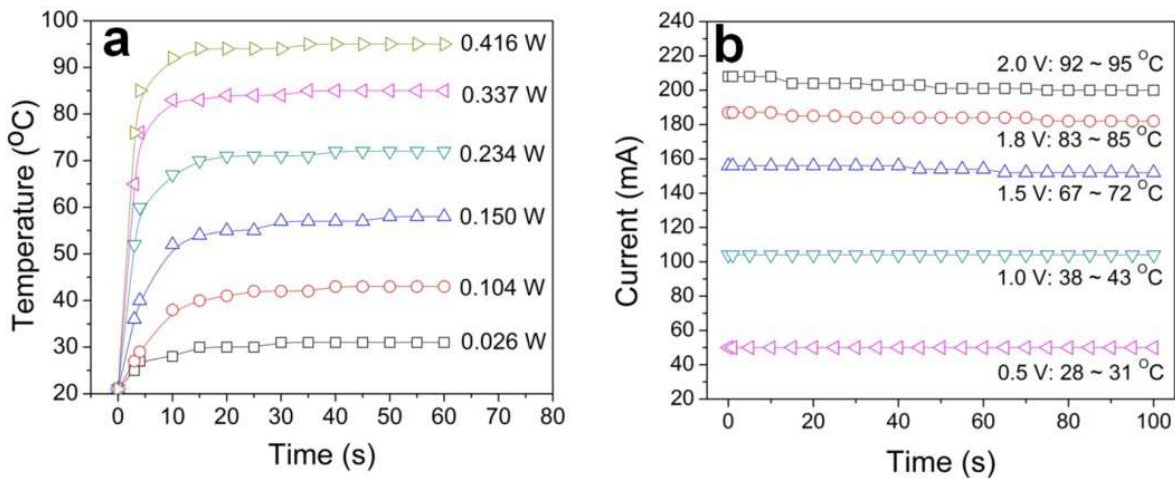 a
100
90
80
70
60
50
40
30
20
0
10
20
30
40
50
60
Temperature (°C)
Time (s)
0.416 W
0.337 W
0.234 W
0.150 W
0.104 W
0.026 W
b
240
220
200
180
160
140
120
100
80
60
40
20
0
20
40
60
80
100
Current (mA)
Time (s)
2.0 V: 92 ~ 95 °C
1.8 V: 83 ~ 85 °C
1.5 V: 67 ~ 72 °C
1.0 V: 38 ~ 43 °C
0.5 V: 28 ~ 31 °C